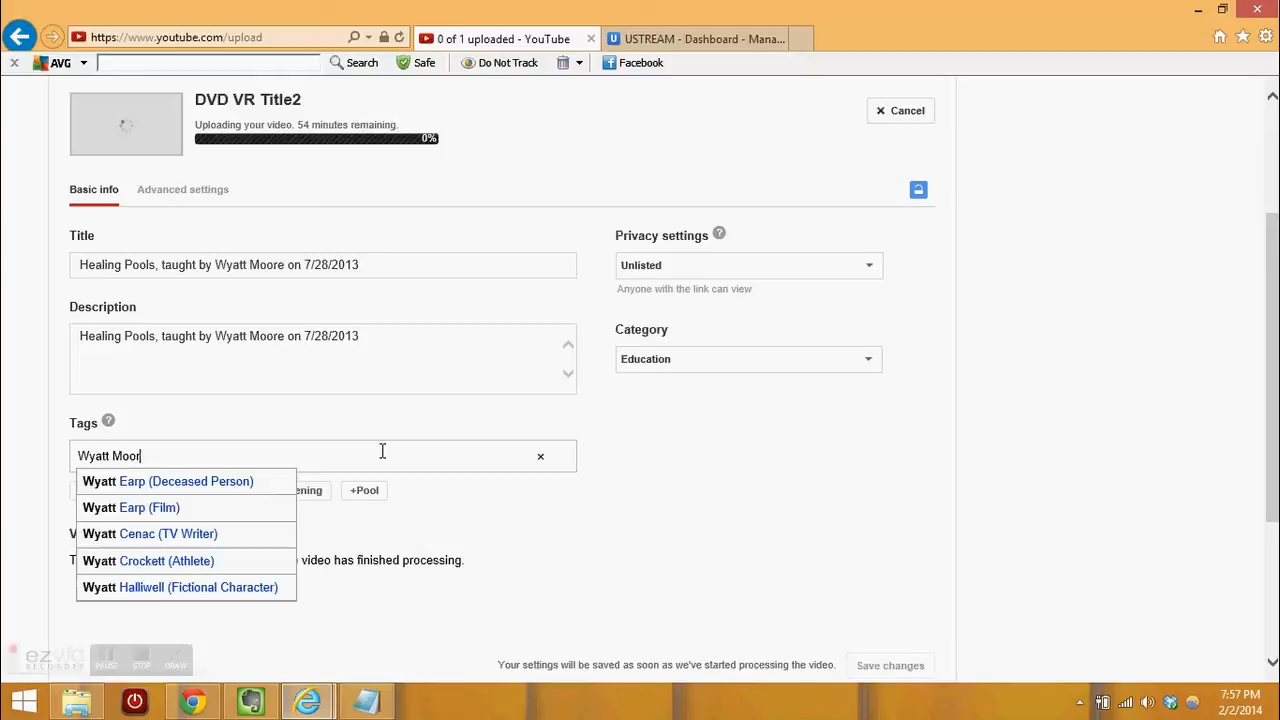 https://www.youtube.com/upload
0 of 1 uploaded - YouTube
USTREAM - Dashboard - Mana...
AVG
Search
Safe
Do Not Track
Facebook
DVD VR Title2
Uploading your video. 54 minutes remaining.
0%
Cancel
Basic info
Advanced settings
Title
Privacy settings
Healing Pools, taught by Wyatt Moore on 7/28/2013
Unlisted
Anyone with the link can view
Description
Category
Healing Pools, taught by Wyatt Moore on 7/28/2013
Education
Tags
Wyatt Moor
Wyatt Earp (Deceased Person)
ening
+Pool
Wyatt Earp (Film)
Wyatt Cenac (TV Writer)
V
Wyatt Crockett (Athlete)
T
video has finished processing.
Wyatt Halliwell (Fictional Character)
ezvid
RECORDER
PAUSE
STOP
DRAW
Your settings will be saved as soon as we've started processing the video.
Save changes
7:57 PM
2/2/2014